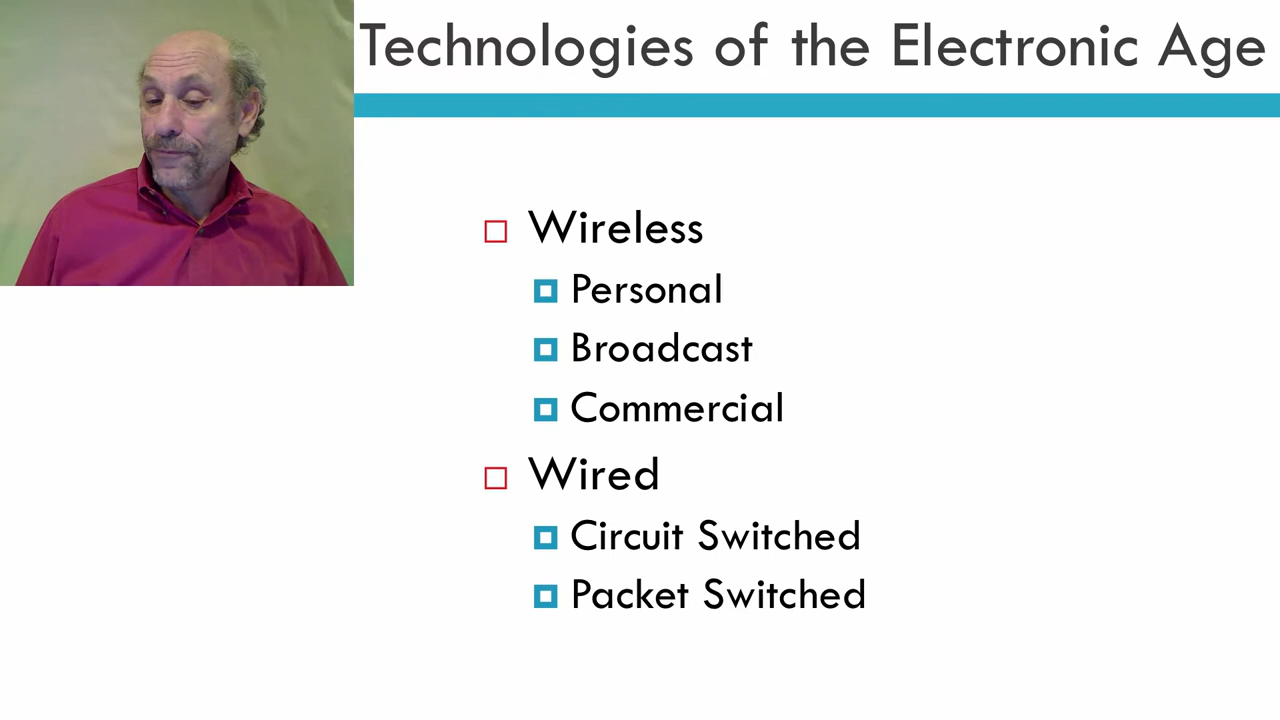 Technologies of the Electronic Age
Wireless
Personal
Broadcast
Commercial
Wired
Circuit Switched
Packet Switched